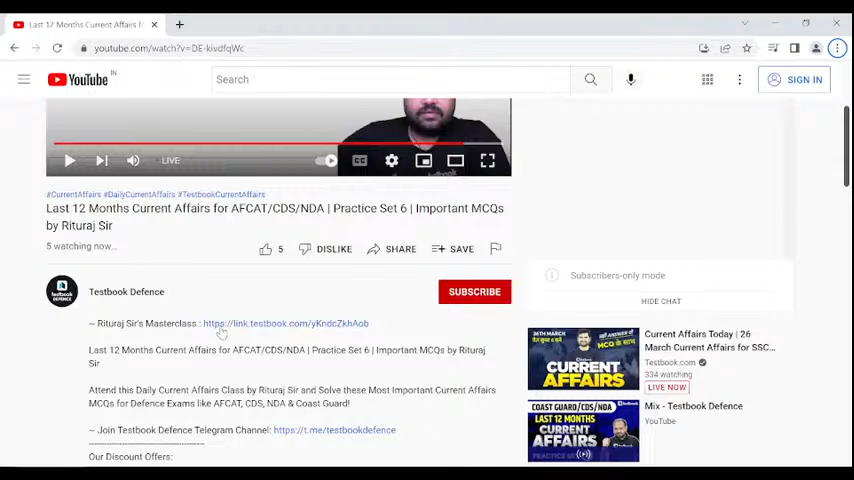 Last 12 Months Current Affairs f
youtube.com/watch?v=DE-kivdfqWc
YouTube IN
Search
SIGN IN
LIVE
CC
#CurrentAffairs #DailyCurrentAffairs #TestbookCurrentAffairs
Last 12 Months Current Affairs for AFCAT/CDS/NDA | Practice Set 6 | Important MCQs
by Rituraj Sir
5 watching now...
5
DISLIKE
SHARE
SAVE
Testbook Defence
SUBSCRIBE
~ Rituraj Sir's Masterclass : https://link.testbook.com/yKndcZkhAob
Last 12 Months Current Affairs for AFCAT/CDS/NDA | Practice Set 6 | Important MCQs by Rituraj
Sir
Attend this Daily Current Affairs Class by Rituraj Sir and Solve these Most Important Current Affairs
MCQs for Defence Exams like AFCAT, CDS, NDA & Coast Guard!
~ Join Testbook Defence Telegram Channel: https://t.me/testbookdefence
-----------------------------------
Our Discount Offers:
Subscribers-only mode
HIDE CHAT
26TH MARCH
MCQ के साथ
CURRENT
AFFAIRS
Current Affairs Today | 26
March Current Affairs for SSC...
Testbook.com
334 watching
LIVE NOW
COAST GUARD/CDS/NDA
LAST 12 MONTHS
CURRENT
AFFAIRS
PRACTICE SET
Mix - Testbook Defence
YouTube